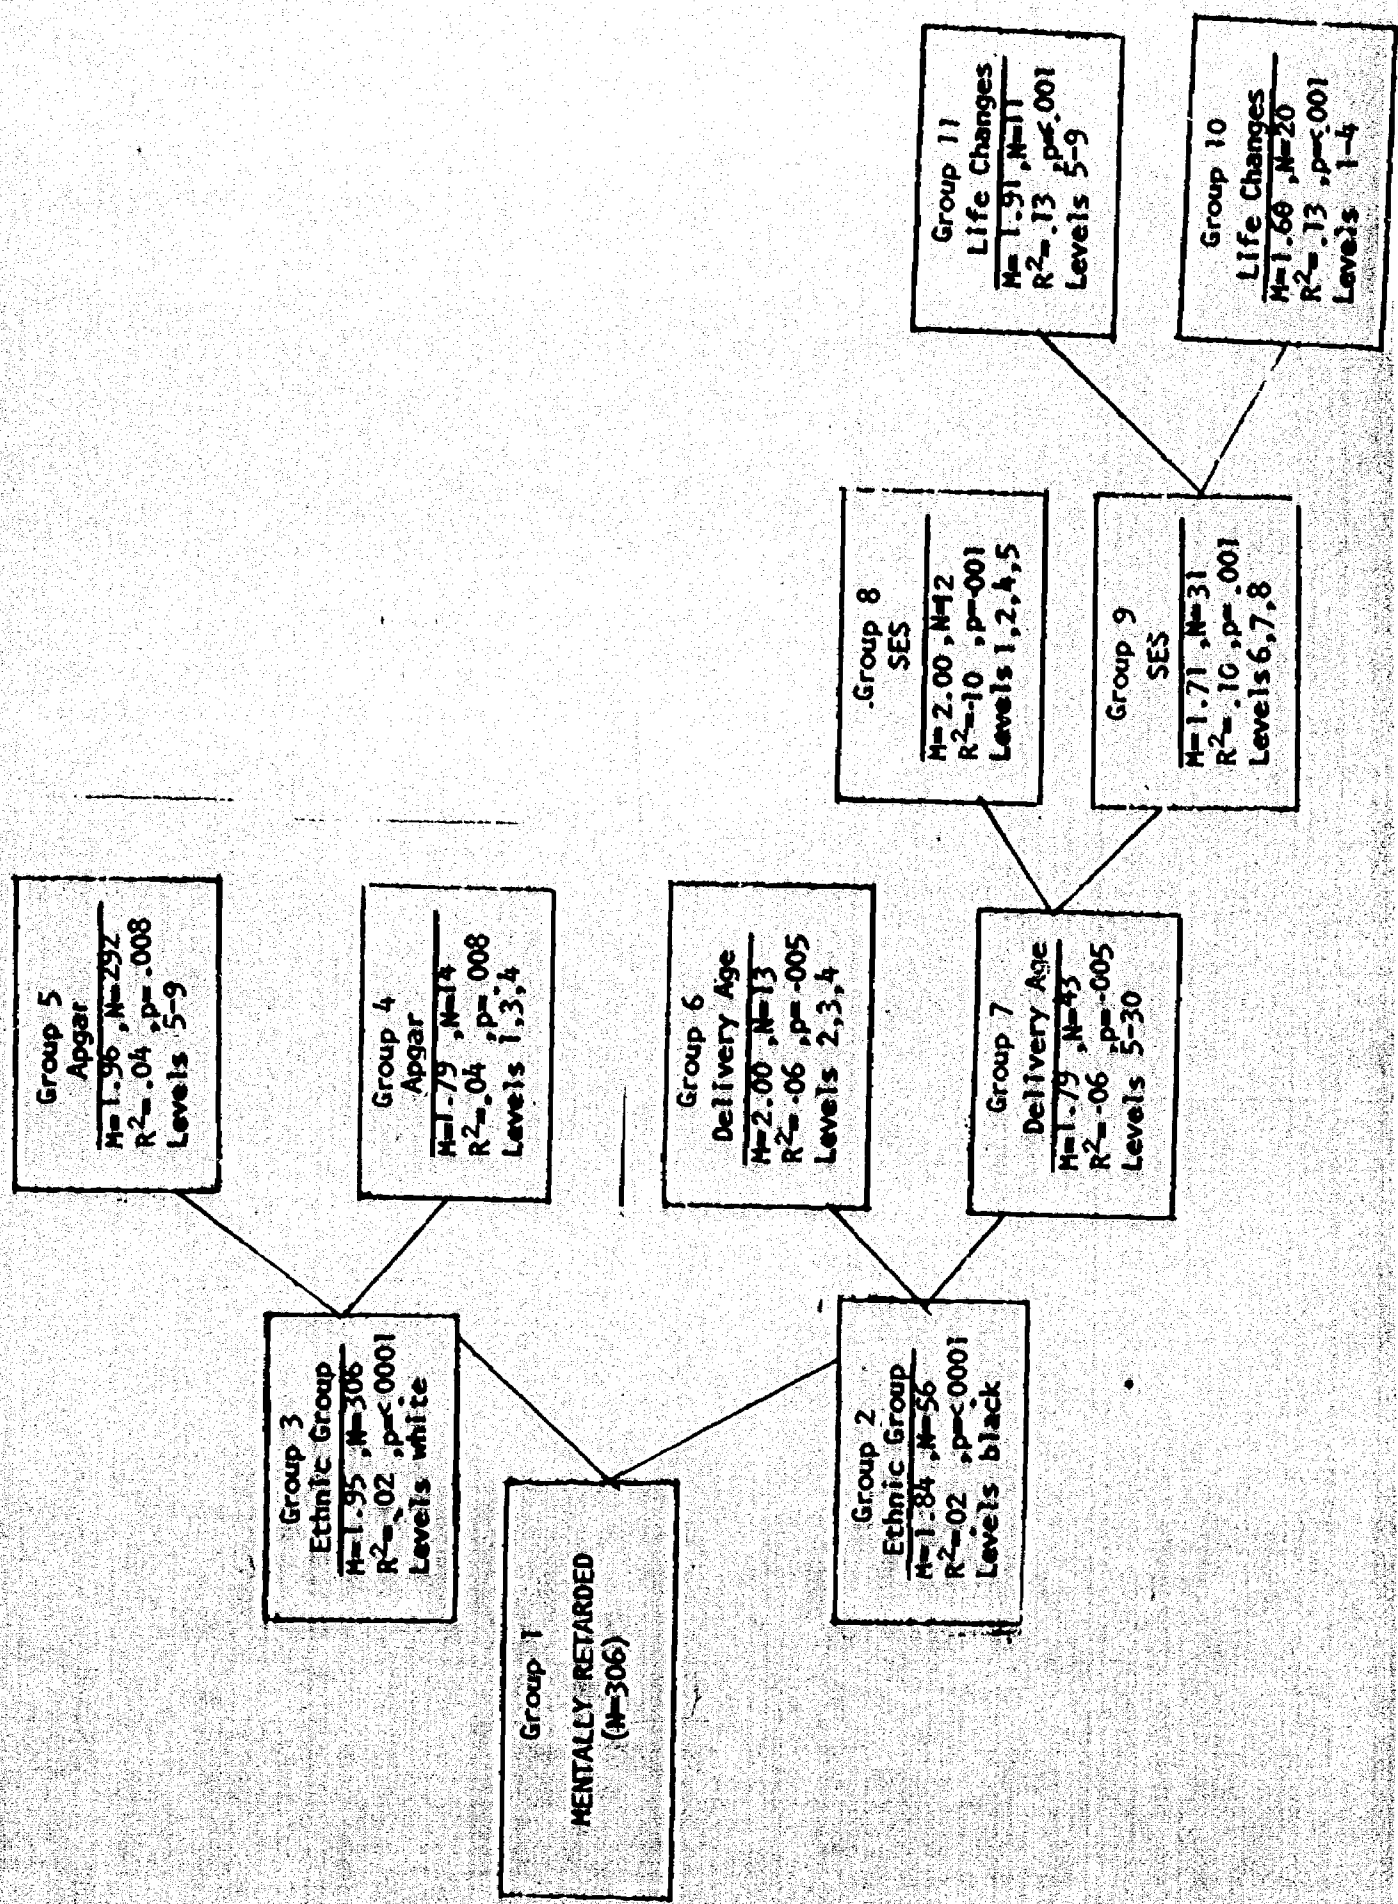 Group 1
MENTALLY RETARDED
(N=306)
Group 3
Ethnic Group
M=1.95 ,N=306
R2=.02 ,p=<.0001
Levels white
Group 2
Ethnic Group
M=1.84 ,N=56
R2=.02 ,p=<.0001
Levels black
Group 5
Apgar
M=1.96 ,N=292
R2=.04 ,p=.008
Levels 5-9
Group 4
Apgar
M=1.79 ,N=14
R2=.04 ,p=.008
Levels 1,3,4
Group 6
Delivery Age
M=2.00 ,N=13
R2=.06 ,p=.005
Levels 2,3,4
Group 7
Delivery Age
M=1.79 ,N=43
R2=.06 ,p=.005
Levels 5-30
Group 8
SES
M=2.00 ,N=12
R2=.10 ,p=.001
Levels 1,2,4,5
Group 9
SES
M=1.71 ,N=31
R2=.10 ,p=.001
Levels 6,7,8
Group 11
Life Changes
M=1.91 ,N=11
R2=.13 ,p=<.001
Levels 5-9
Group 10
Life Changes
M=1.60 ,N=20
R2=.13 ,p=<.001
Levels 1-4